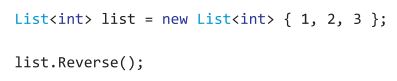 List<int> list = new List<int> { 1, 2, 3 };
list.Reverse();